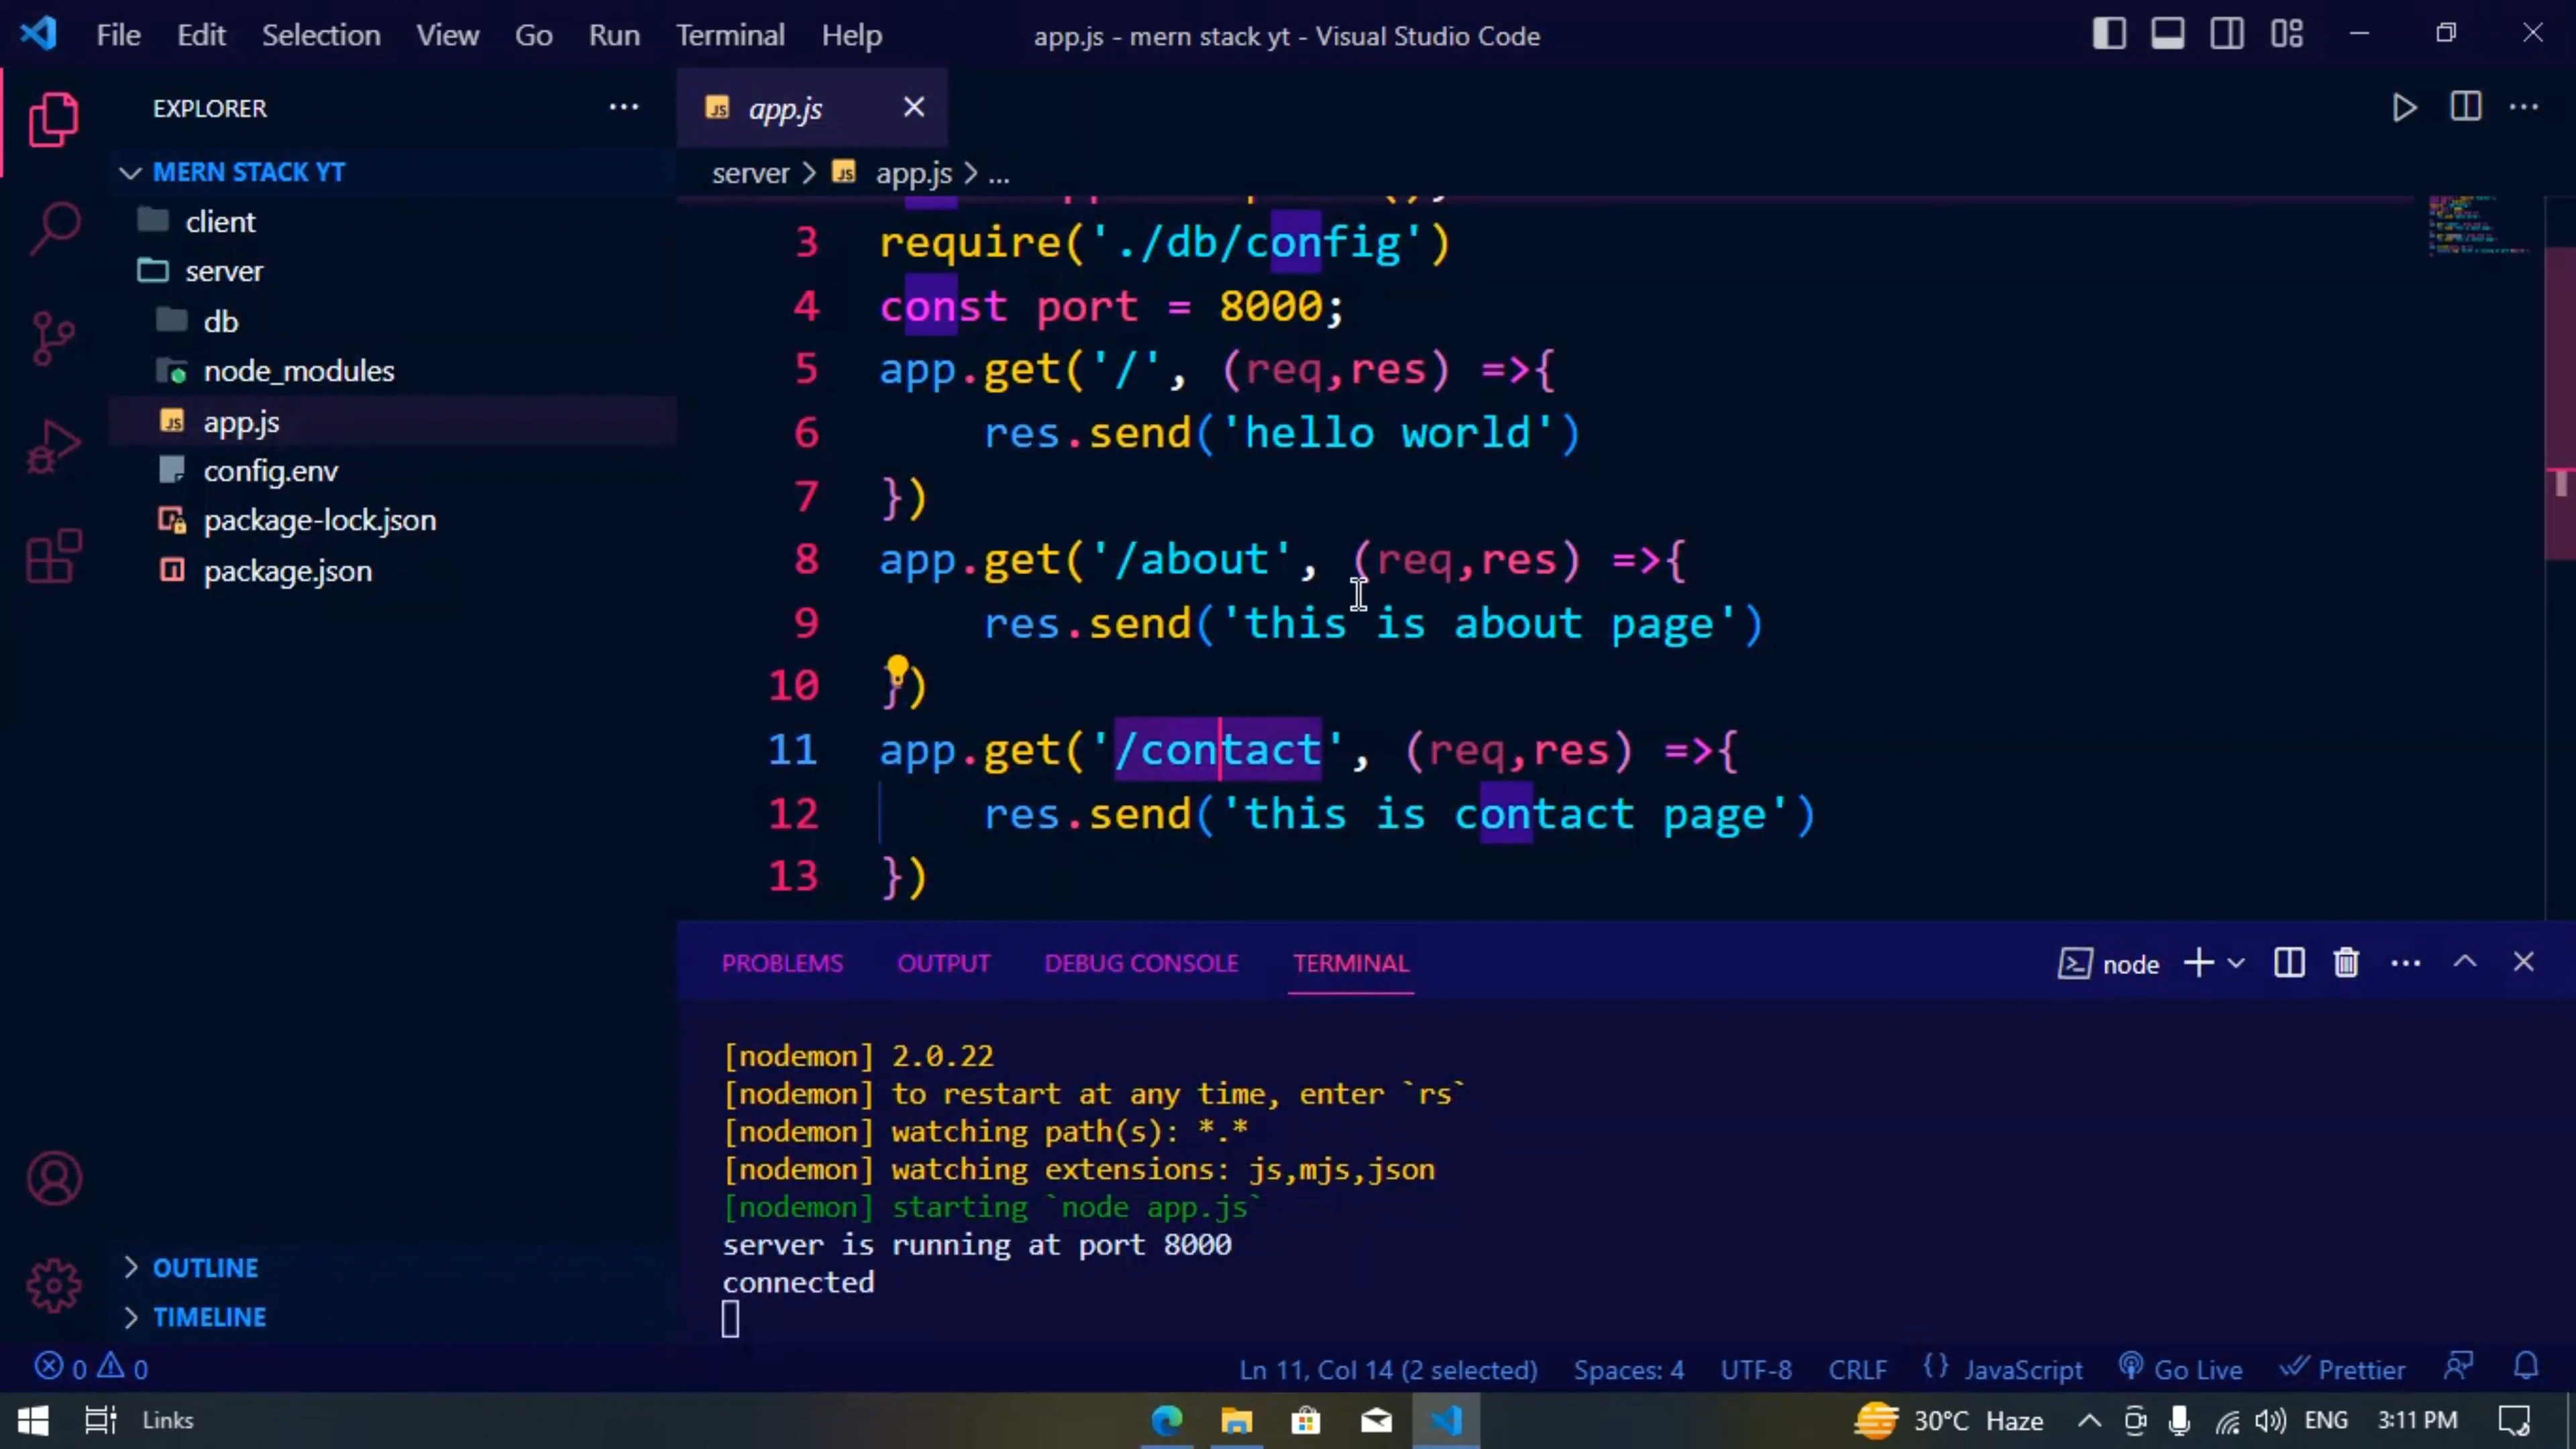 File Edit Selection View Go Run Terminal Help
app.js - mern stack yt - Visual Studio Code
EXPLORER
MERN STACK YT
client
server
db
node_modules
app.js
config.env
package-lock.json
package.json
OUTLINE
TIMELINE
app.js
server > app.js > ...
3 require('./db/config')
4 const port = 8000;
5 app.get('/', (req,res) =>{
6 res.send('hello world')
7 })
8 app.get('/about', (req,res) =>{
9 res.send('this is about page')
10 })
11 app.get('/contact', (req,res) =>{
12 res.send('this is contact page')
13 })
PROBLEMS OUTPUT DEBUG CONSOLE TERMINAL
node
[nodemon] 2.0.22
[nodemon] to restart at any time, enter `rs`
[nodemon] watching path(s): *.*
[nodemon] watching extensions: js,mjs,json
[nodemon] starting `node app.js`
server is running at port 8000
connected
0 0 Ln 11, Col 14 (2 selected) Spaces: 4 UTF-8 CRLF {} JavaScript Go Live Prettier
Links 30°C Haze ENG 3:11 PM